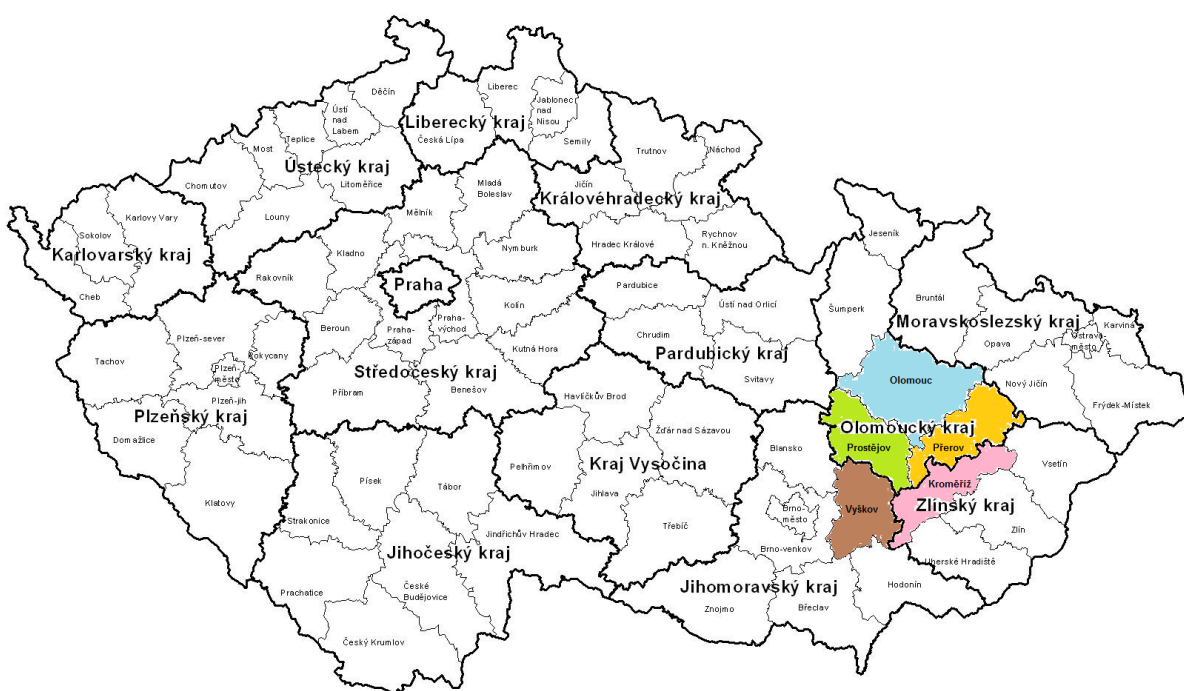 Děčín
Liberec
Ústí
nad
Labem
Jablonec
nad
Nisou
Liberecký kraj
Česká Lípa
Semily
Most
Teplice
Ústecký kraj
Litoměřice
Chomutov
Louny
Trutnov
Náchod
Jičín
Královéhradecký kraj
Hradec Králové
Rychnov
n. Kněžnou
Mladá
Boleslav
Mělník
Nymburk
Karlovy Vary
Sokolov
Karlovarský kraj
Cheb
Rakovník
Kladno
Praha
Kolín
Beroun
Praha-
západ
Praha-
východ
Kutná Hora
Středočeský kraj
Benešov
Příbram
Jeseník
Šumperk
Bruntál
Moravskoslezský kraj
Opava
Karviná
Ostrava
město
Nový Jičín
Frýdek-Místek
Pardubice
Ústí nad Orlicí
Chrudim
Pardubický kraj
Svitavy
Plzeň-sever
Tachov
Rokycany
Plzeň-
město
Plzeň-jih
Plzeňský kraj
Domažlice
Klatovy
Olomouc
Olomoucký kraj
Prostějov
Přerov
Kroměříž
Vsetín
Zlínský kraj
Zlín
Uherské Hradiště
Havlíčkův Brod
Žďár nad Sázavou
Pelhřimov
Kraj Vysočina
Jihlava
Třebíč
Blansko
Brno-
město
Vyškov
Brno-venkov
Jihomoravský kraj
Znojmo
Břeclav
Hodonín
Písek
Tábor
Strakonice
Jindřichův Hradec
Jihočeský kraj
Prachatice
České
Budějovice
Český Krumlov